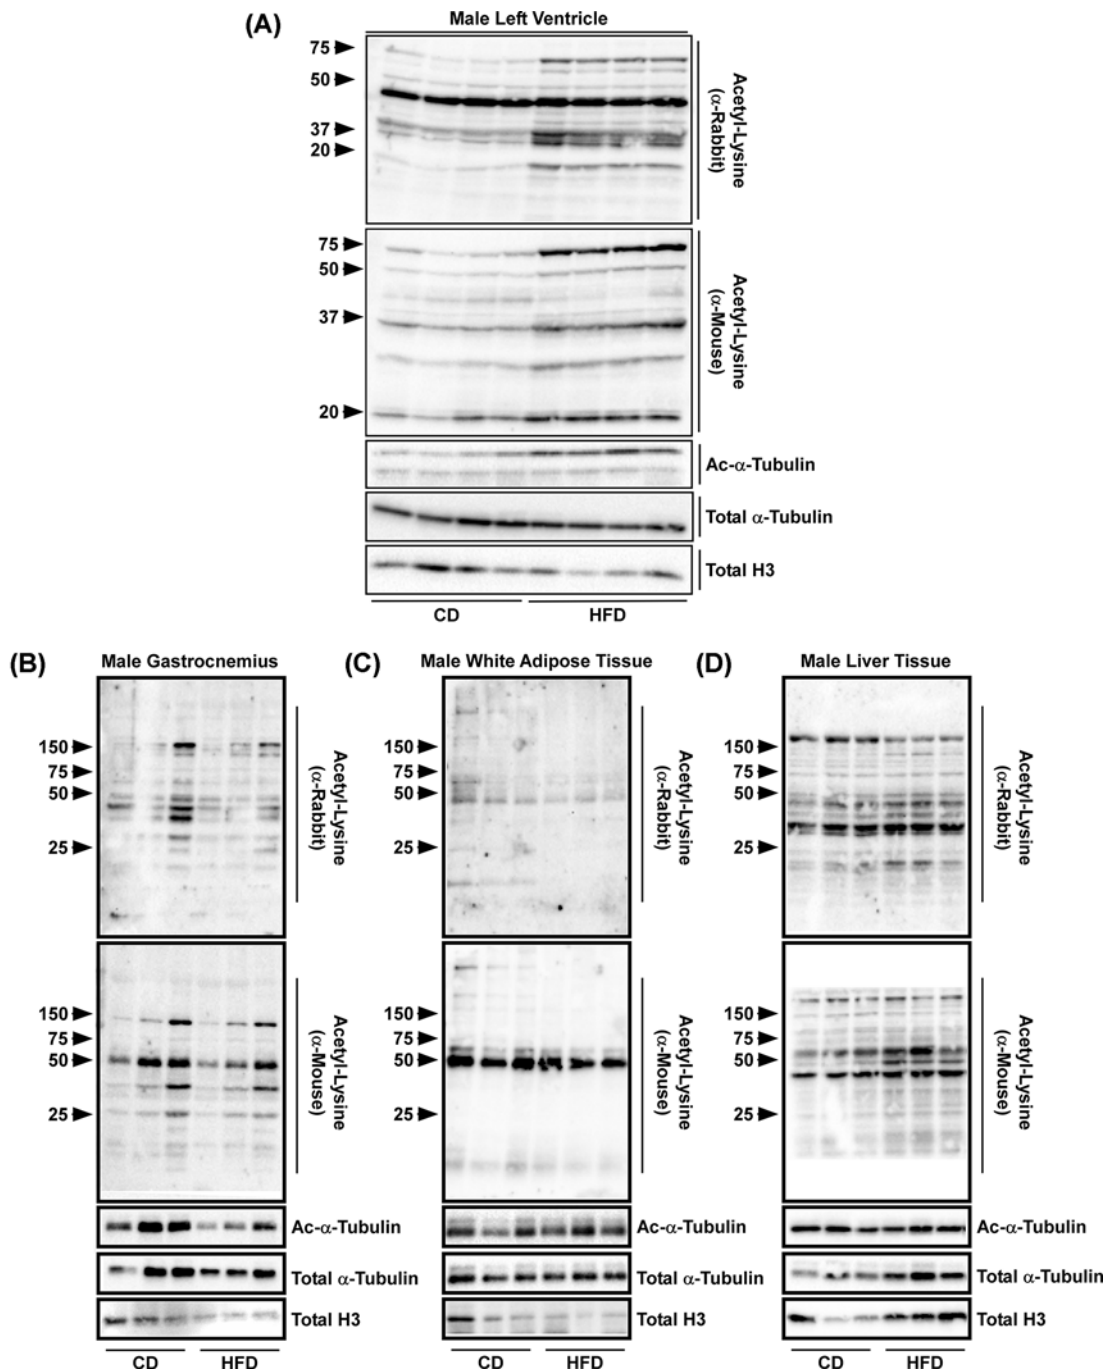 (A)
Male Left Ventricle
75
50
37
20
Acetyl-Lysine
(α-Rabbit)
75
50
37
20
Acetyl-Lysine
(α-Mouse)
Ac-α-Tubulin
Total α-Tubulin
Total H3
CD
HFD
(B)
Male Gastrocnemius
150
75
50
25
Acetyl-Lysine
(α-Rabbit)
150
75
50
25
Acetyl-Lysine
(α-Mouse)
Ac-α-Tubulin
Total α-Tubulin
Total H3
CD
HFD
(C)
Male White Adipose Tissue
150
75
50
25
Acetyl-Lysine
(α-Rabbit)
150
75
50
25
Acetyl-Lysine
(α-Mouse)
Ac-α-Tubulin
Total α-Tubulin
Total H3
CD
HFD
(D)
Male Liver Tissue
150
75
50
25
Acetyl-Lysine
(α-Rabbit)
150
75
50
25
Acetyl-Lysine
(α-Mouse)
Ac-α-Tubulin
Total α-Tubulin
Total H3
CD
HFD